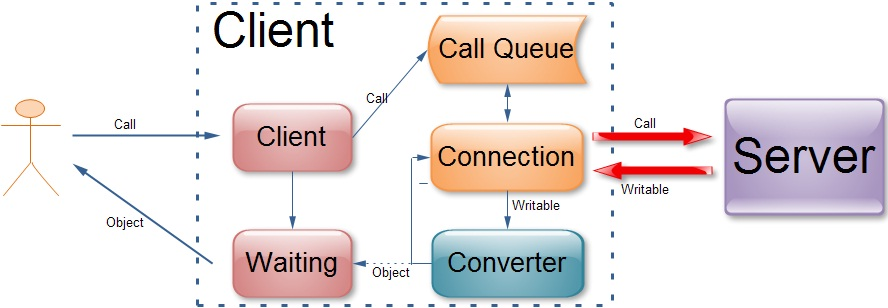 Client
Call Queue
Call
Call
Call
Client
Connection
Server
Writable
Writable
Object
Waiting
Object
Converter